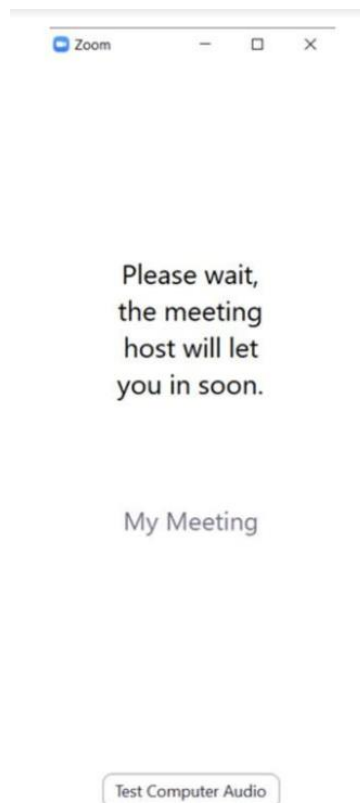 Zoom
Please wait,
the meeting
host will let
you in soon.
My Meeting
Test Computer Audio